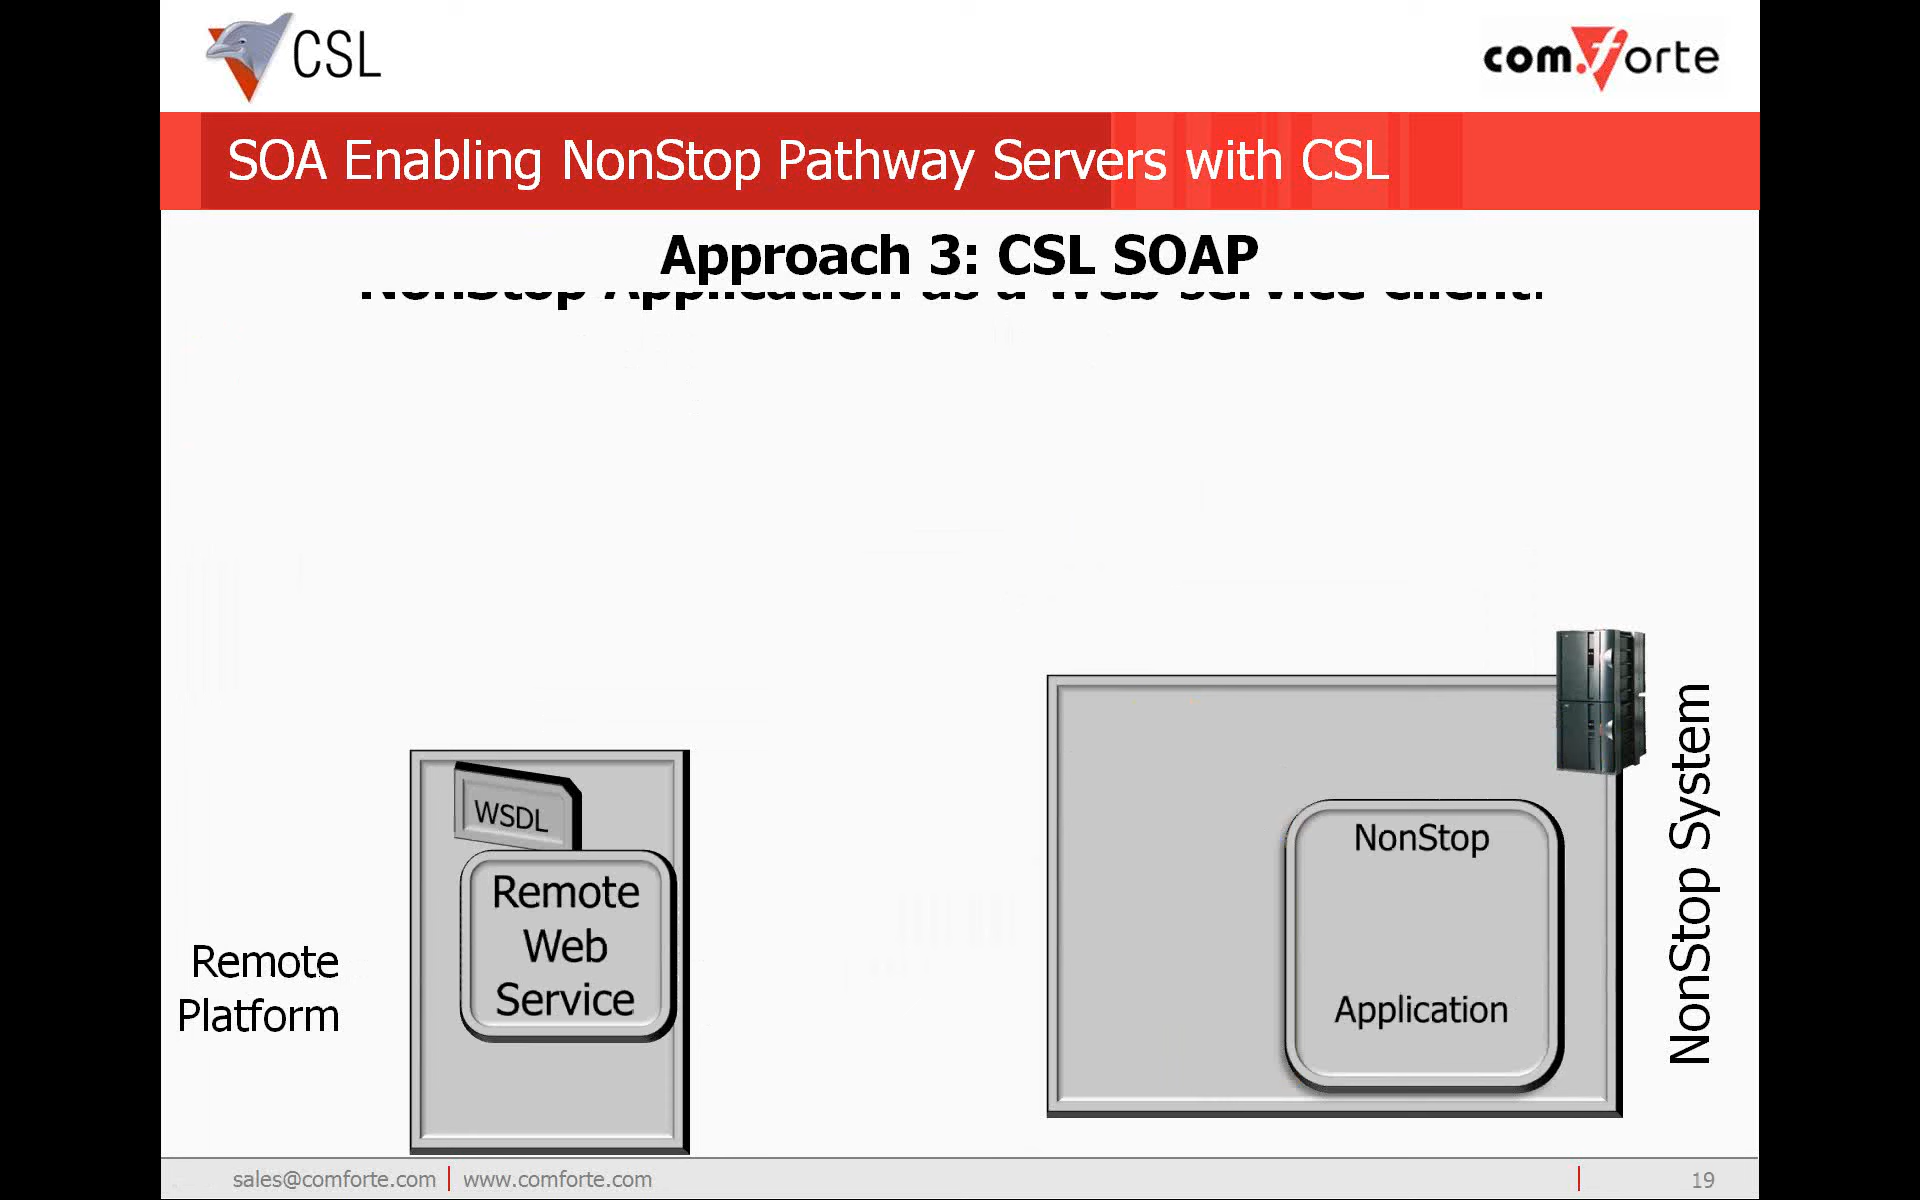 CSL
com.forte
SOA Enabling NonStop Pathway Servers with CSL
Approach 3: CSL SOAP
NonStop Application as a Web service client.
WSDL
Remote
Web
Service
Remote
Platform
NonStop
Application
NonStop System
sales@comforte.com
www.comforte.com
19